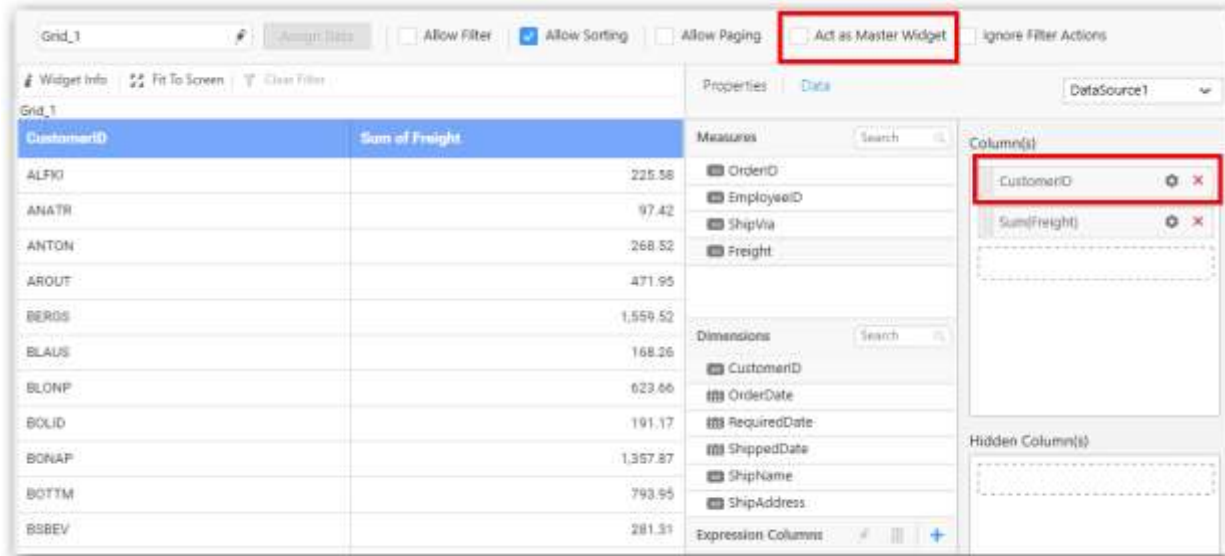 Grid_1 Assign Data Allow Filter Allow Sorting Allow Paging Act as Master Widget Ignore Filter Actions
Widget Info Fit To Screen Clear Filter
Properties Data DataSource1
Grid_1
CustomerID Sum of Freight
ALFKI 225.58
ANATR 97.42
ANTON 268.52
AROUT 471.95
BERGS 1,559.52
BLAUS 168.26
BLONP 623.66
BOLID 191.17
BONAP 1,357.87
BOTTM 793.95
BSBEV 281.31
Measures Search
OrderID
EmployeeID
ShipVia
Freight
Dimensions Search
CustomerID
OrderDate
RequiredDate
ShippedDate
ShipName
ShipAddress
Expression Columns
Column(s)
CustomerID
Sum(Freight)
Hidden Column(s)